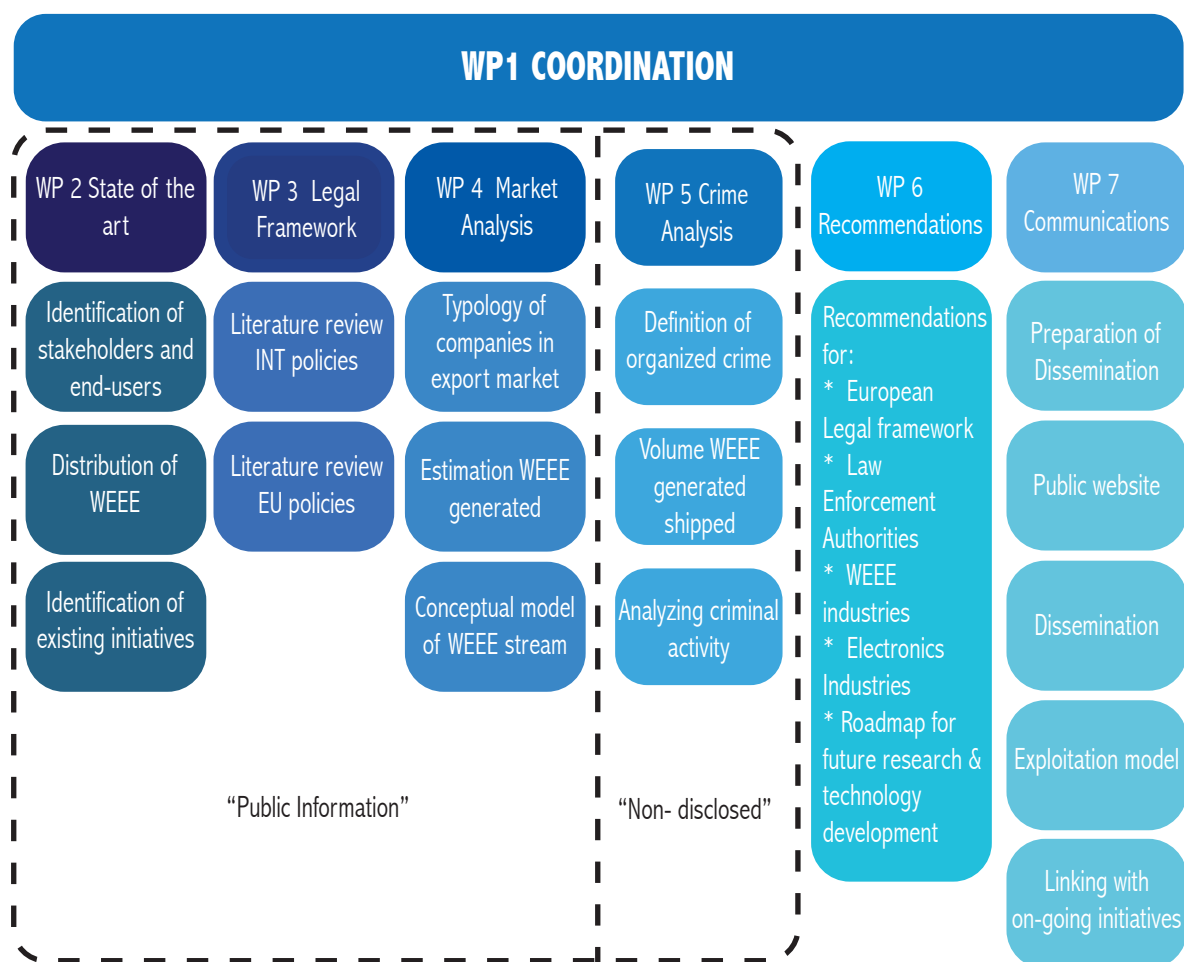 WP1 COORDINATION
WP 2 State of the
art
Identification of
stakeholders and
end-users
Distribution of
WEEE
Identification of
existing initiatives
WP 3 Legal
Framework
Literature review
INT policies
Literature review
EU policies
WP 4 Market
Analysis
Typology of
companies in
export market
Estimation WEEE
generated
Conceptual model
of WEEE stream
“Public Information”
WP 5 Crime
Analysis
Definition of
organized crime
Volume WEEE
generated
shipped
Analyzing criminal
activity
“Non- disclosed”
WP 6
Recommendations
Recommendations
for:
* European
Legal framework
* Law
Enforcement
Authorities
* WEEE
industries
* Electronics
Industries
* Roadmap for
future research &
technology
development
WP 7
Communications
Preparation of
Dissemination
Public website
Dissemination
Exploitation model
Linking with
on-going initiatives